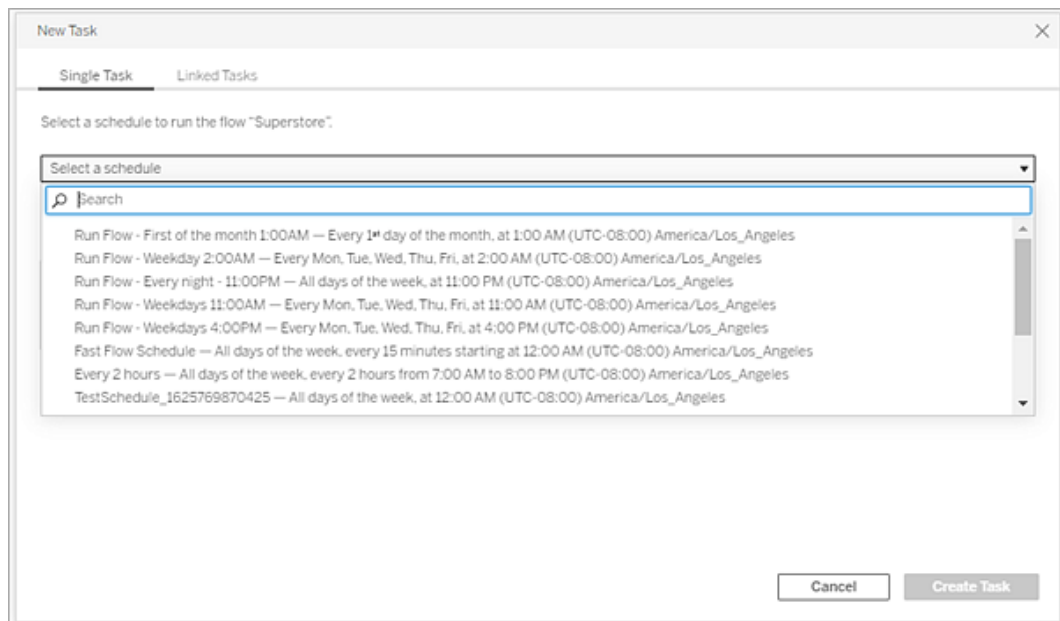 New Task
Single Task Linked Tasks
Select a schedule to run the flow "Superstore".
Select a schedule
Search
Run Flow - First of the month 1:00AM — Every 1st day of the month, at 1:00 AM (UTC-08:00) America/Los_Angeles
Run Flow - Weekday 2:00AM — Every Mon, Tue, Wed, Thu, Fri, at 2:00 AM (UTC-08:00) America/Los_Angeles
Run Flow - Every night - 11:00PM — All days of the week, at 11:00 PM (UTC-08:00) America/Los_Angeles
Run Flow - Weekdays 11:00AM — Every Mon, Tue, Wed, Thu, Fri, at 11:00 AM (UTC-08:00) America/Los_Angeles
Run Flow - Weekdays 4:00PM — Every Mon, Tue, Wed, Thu, Fri, at 4:00 PM (UTC-08:00) America/Los_Angeles
Fast Flow Schedule — All days of the week, every 15 minutes starting at 12:00 AM (UTC-08:00) America/Los_Angeles
Every 2 hours — All days of the week, every 2 hours from 7:00 AM to 8:00 PM (UTC-08:00) America/Los_Angeles
TestSchedule_1625769870425 — All days of the week, at 12:00 AM (UTC-08:00) America/Los_Angeles
Cancel Create Task